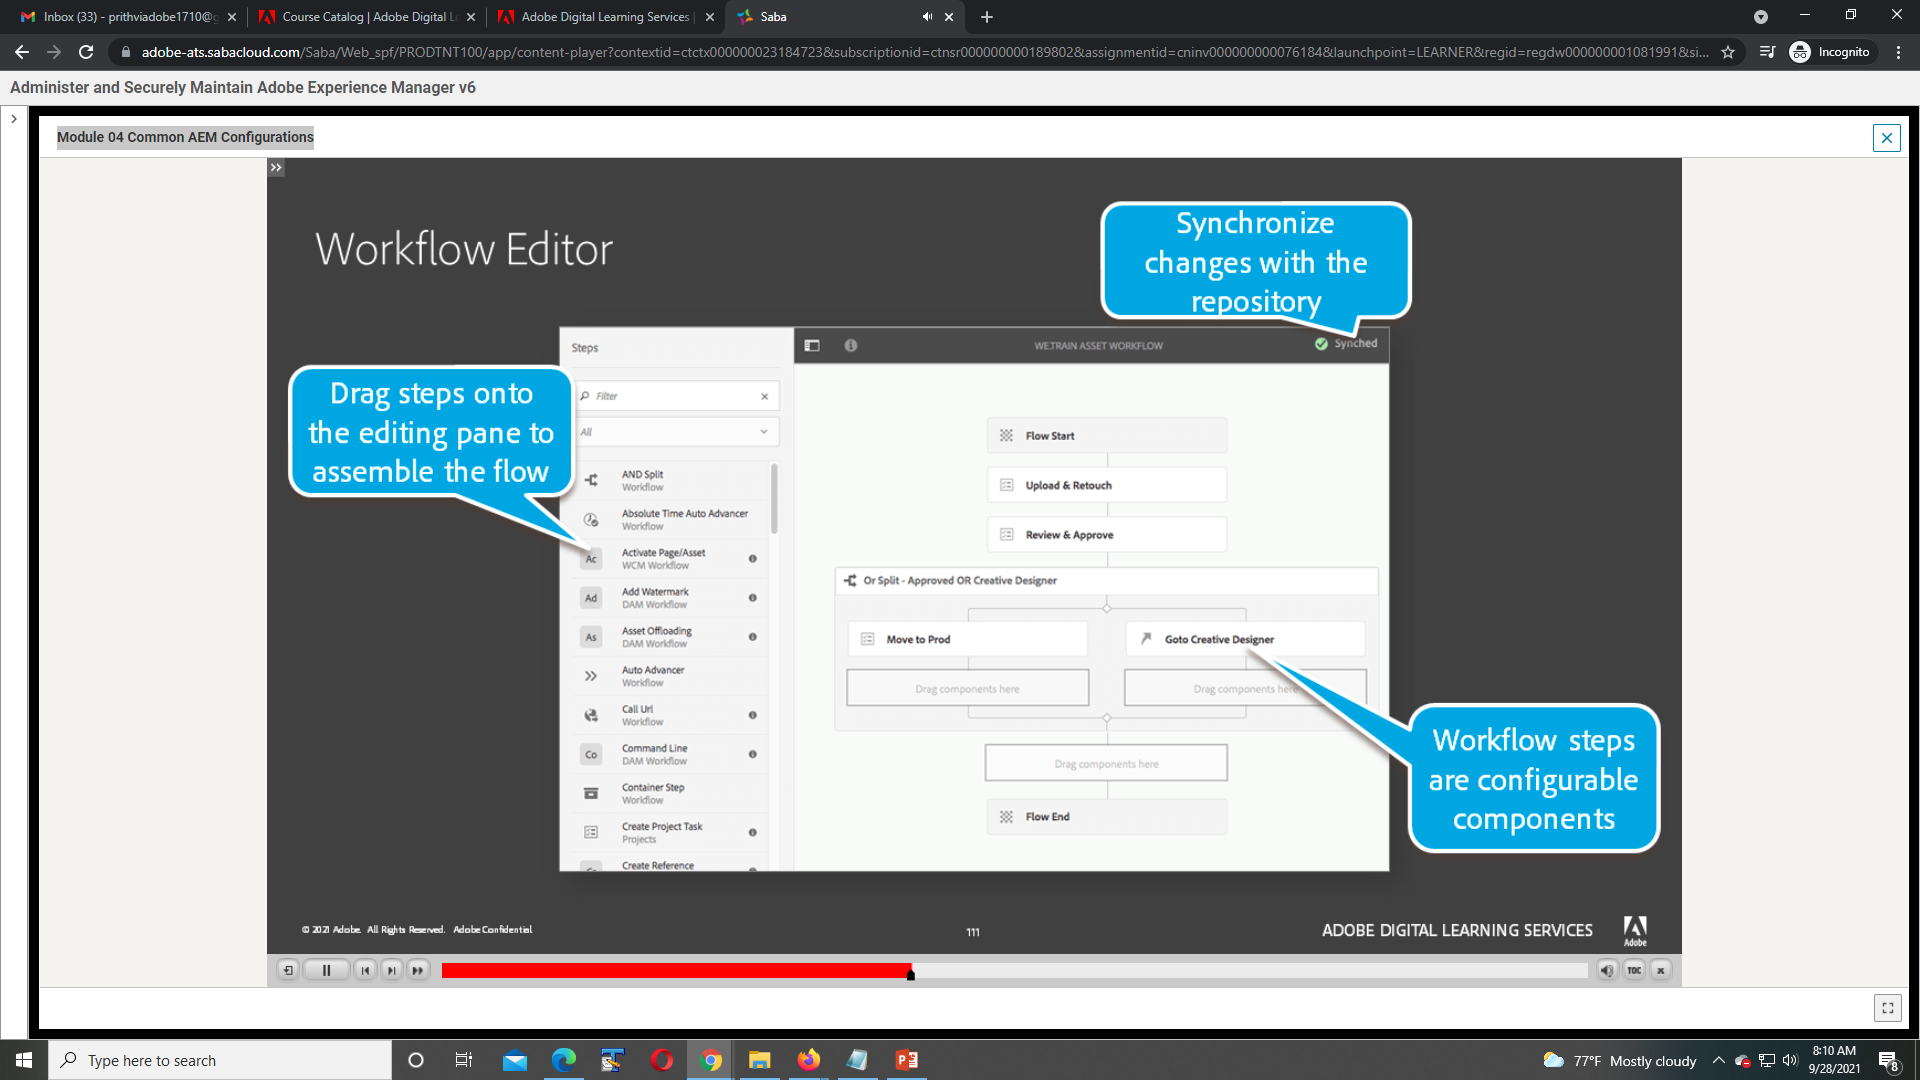 Inbox (33) - prithviadobe1710@g
Course Catalog | Adobe Digital L
Adobe Digital Learning Services |
Saba
adobe-ats.sabacloud.com/Saba/Web_spf/PRODTNT100/app/content-player?contextid=ctctx000000023184723&subscriptionid=ctnsr0000000000189802&assignmentid=cninv000000000076184&launchpoint=LEARNER&regid=regdw000000001081991&si...
Incognito
Administer and Securely Maintain Adobe Experience Manager v6
Module 04 Common AEM Configurations
Workflow Editor
Synchronize
changes with the
repository
Steps
WE.TRAIN ASSET WORKFLOW
Synched
Drag steps onto
the editing pane to
assemble the flow
Filter
All
AND Split
Workflow
Absolute Time Auto Advancer
Workflow
Ac
Activate Page/Asset
WCM Workflow
Ad
Add Watermark
DAM Workflow
As
Asset Offloading
DAM Workflow
Auto Advancer
Workflow
Call Url
Workflow
Co
Command Line
DAM Workflow
Container Step
Workflow
Create Project Task
Projects
Create Reference
Flow Start
Upload & Retouch
Review & Approve
Or Split - Approved OR Creative Designer
Move to Prod
Goto Creative Designer
Drag components here
Drag components here
Drag components here
Flow End
Workflow steps
are configurable
components
© 2021 Adobe. All Rights Reserved. Adobe Confidential.
111
ADOBE DIGITAL LEARNING SERVICES
Adobe
TOC
Type here to search
77°F Mostly cloudy
8:10 AM
9/28/2021
8